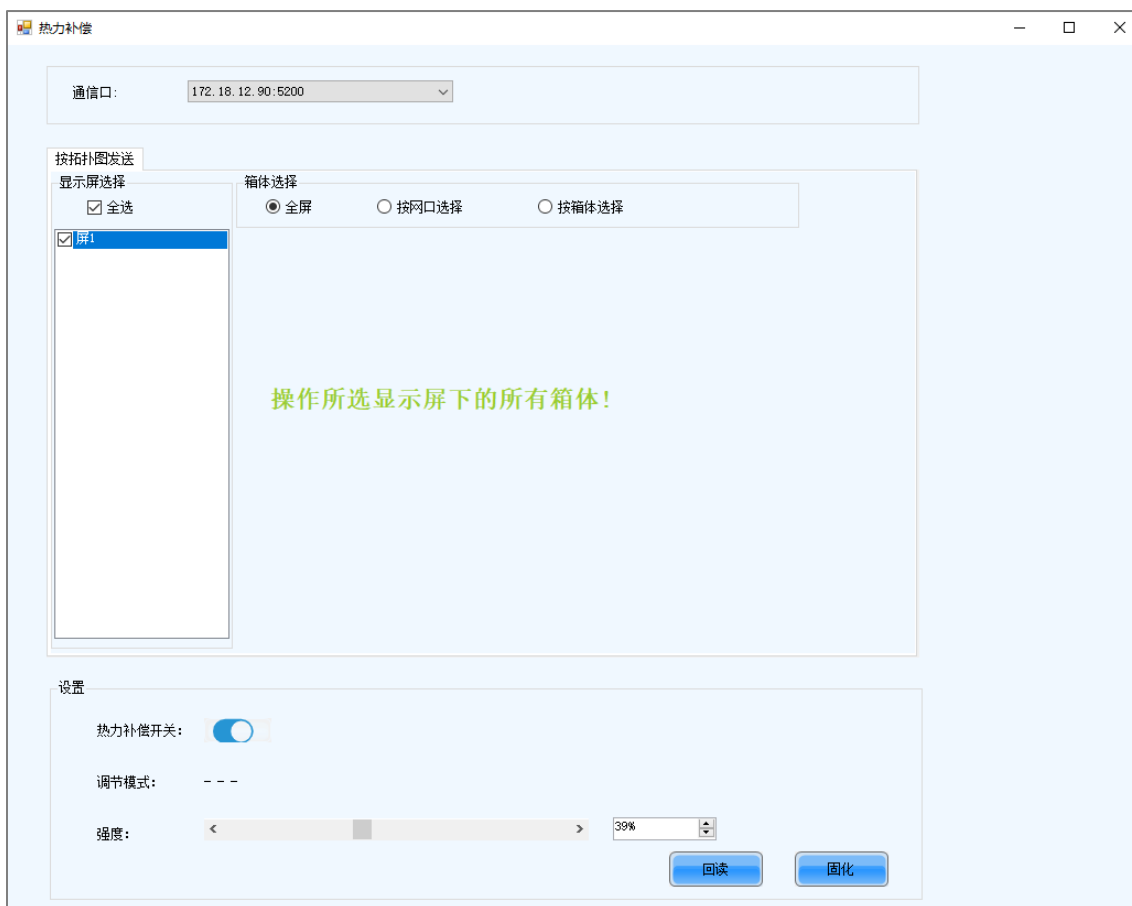 热力补偿
通信口:
172.18.12.90:5200
按拓扑图发送
显示屏选择
箱体选择
全选
全屏
按网口选择
按箱体选择
屏1
操作所选显示屏下的所有箱体!
设置
热力补偿开关:
调节模式:
---
强度:
39%
回读
固化